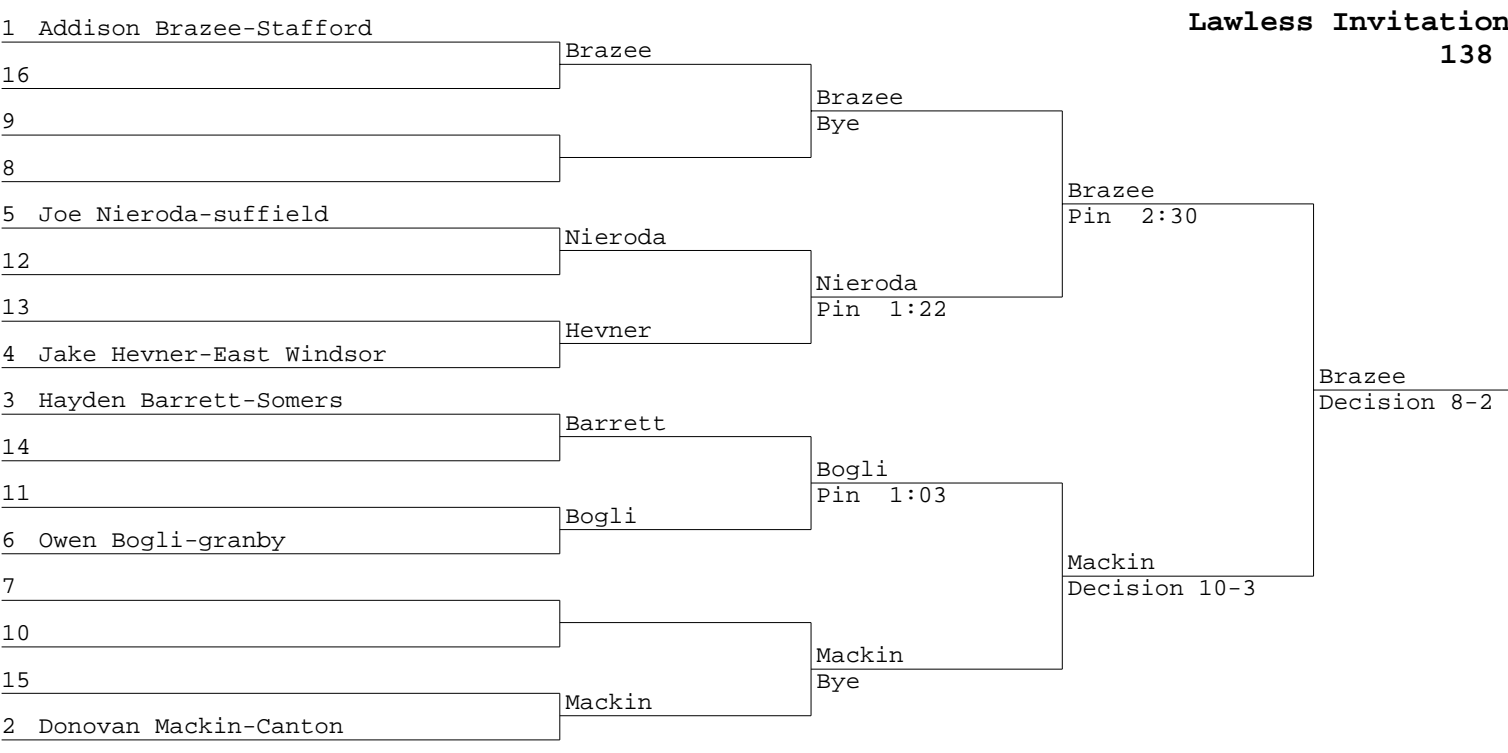 Lawless Invitation
138
1 Addison Brazee-Stafford
Brazee
16
Brazee
9
Bye
8
Brazee
5 Joe Nieroda-suffield
Pin 2:30
Nieroda
12
Nieroda
13
Pin 1:22
Hevner
4 Jake Hevner-East Windsor
Brazee
3 Hayden Barrett-Somers
Decision 8-2
Barrett
14
Bogli
11
Pin 1:03
Bogli
6 Owen Bogli-granby
Mackin
7
Decision 10-3
10
Mackin
15
Bye
Mackin
2 Donovan Mackin-Canton